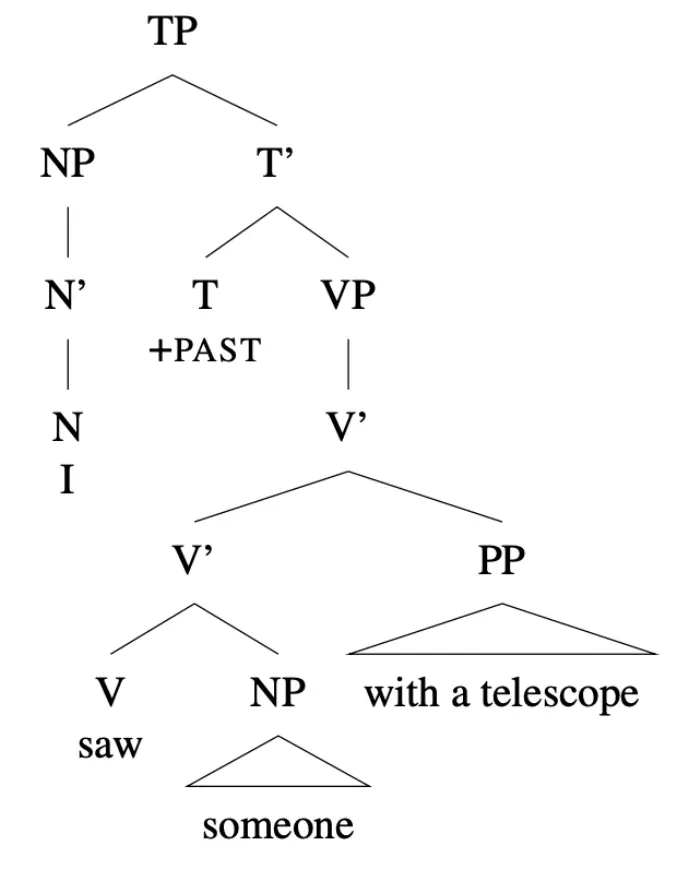 TP
NP T’
N’ T VP
+PAST
N V’
I
V’ PP
V NP with a telescope
saw
someone